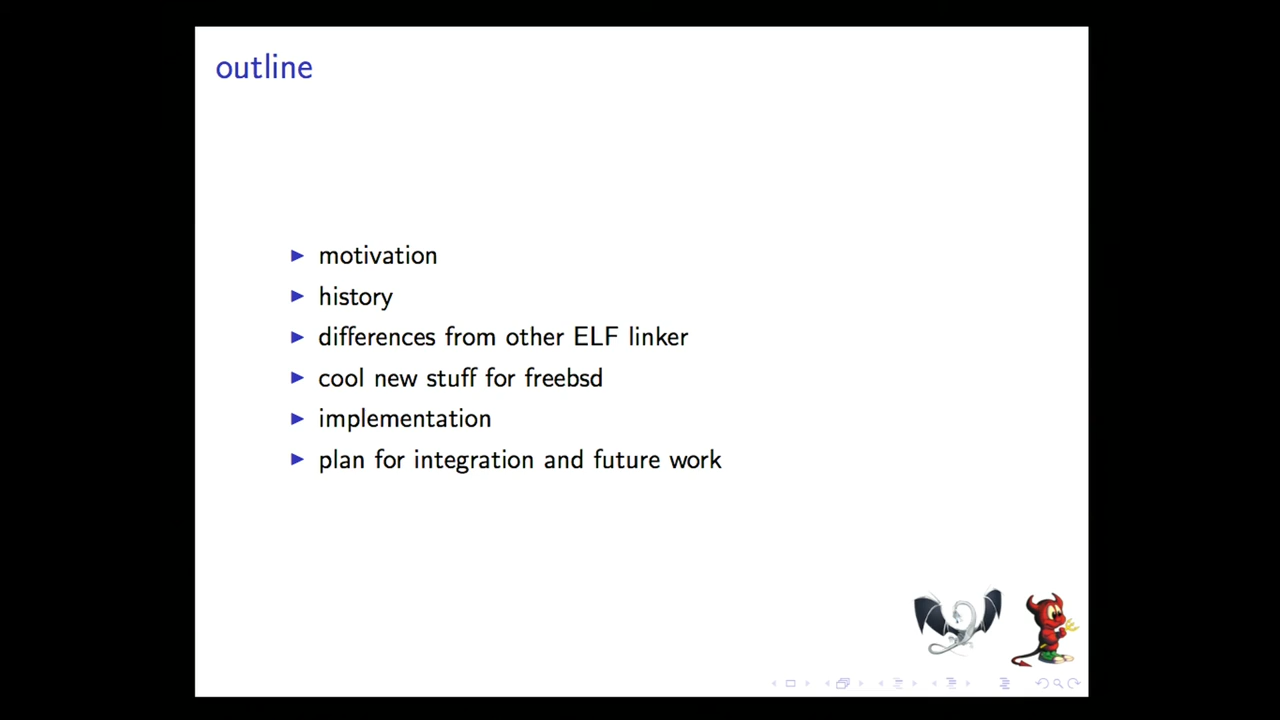 outline
motivation
history
differences from other ELF linker
cool new stuff for freebsd
implementation
plan for integration and future work